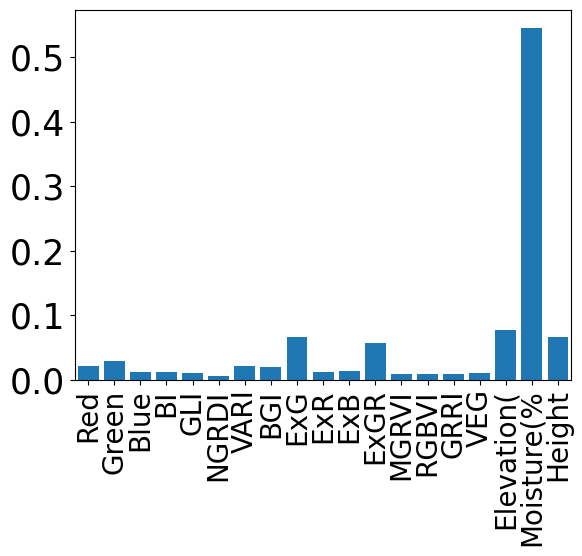 0.5
0.4
0.3
0.2
0.1
0.0
Red
Green
Blue
BI
GLI
NGRDI
VARI
BGI
ExG
ExR
ExB
ExGR
MGRVI
RGBVI
GRRI
VEG
Elevation(
Moisture(%
Height